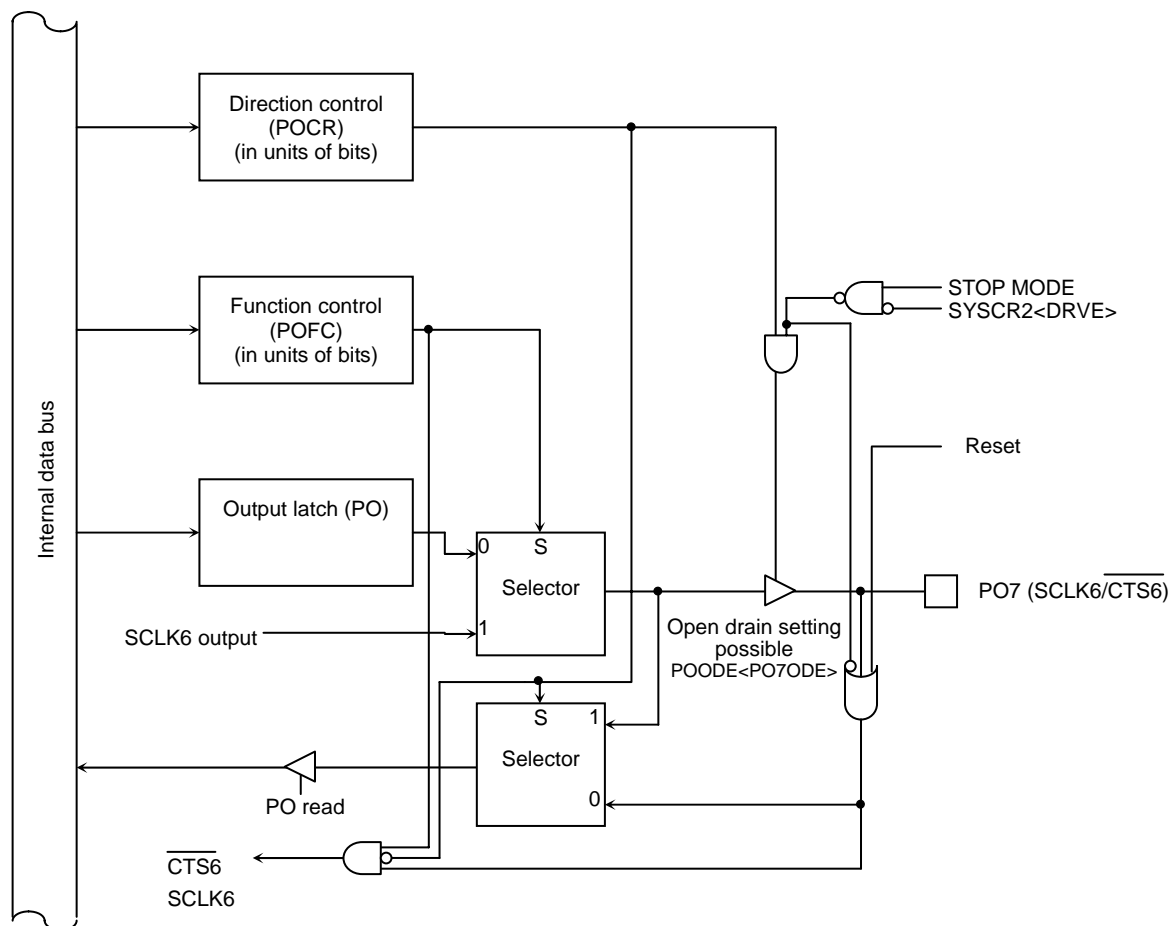 Direction control
(POCR)
(in units of bits)
Function control
(POFC)
(in units of bits)
STOP MODE
SYSCR2<DRVE>
Internal data bus
Reset
Output latch (PO)
0
S
Selector
1
SCLK6 output
PO7 (SCLK6/CTS6)
Open drain setting
possible
POODE<PO7ODE>
S
1
Selector
0
PO read
CTS6
SCLK6